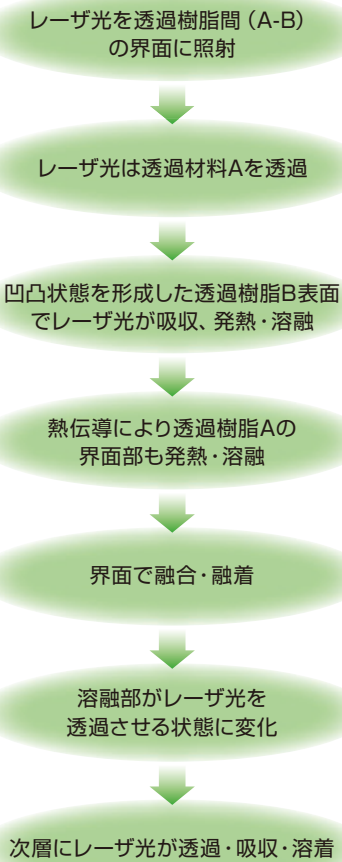 レーザ光を透過樹脂間（A-B）
の界面に照射
レーザ光は透過材料Aを透過
凹凸状態を形成した透過樹脂B表面
でレーザ光が吸収、発熱・溶融
熱伝導により透過樹脂Aの
界面部も発熱・溶融
界面で融合・融着
溶融部がレーザ光を
透過させる状態に変化
次層にレーザ光が透過・吸収・溶着